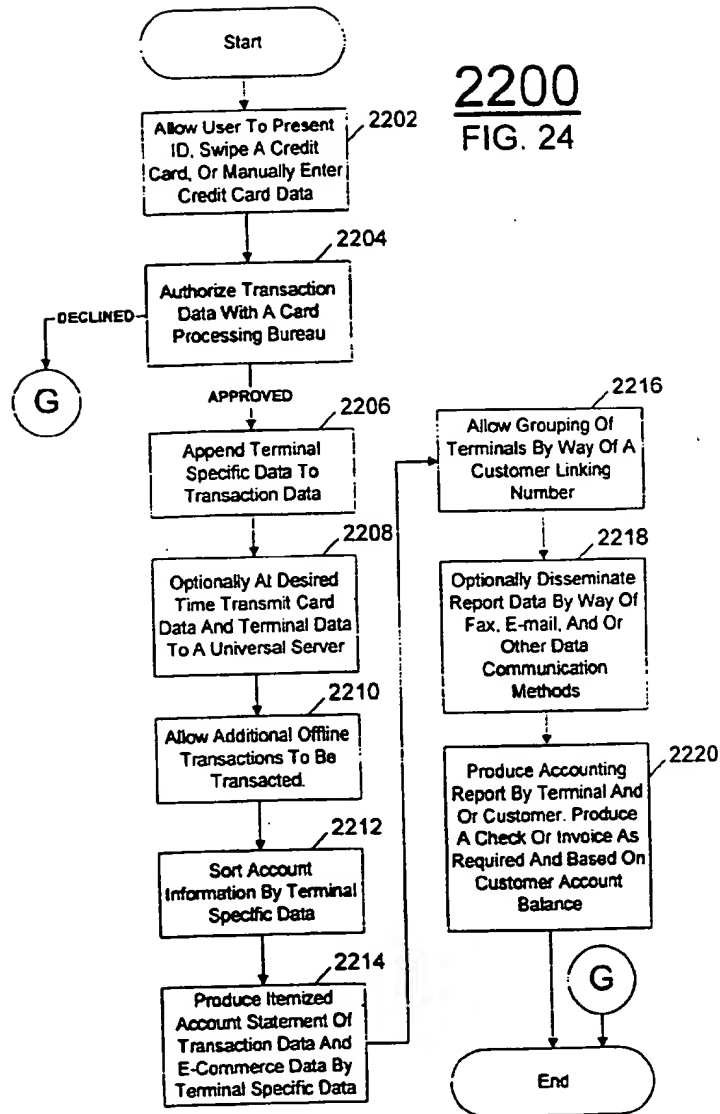 Start
2200
FIG. 24
2202
Allow User To Present
ID, Swipe A Credit
Card, Or Manually Enter
Credit Card Data
2204
Authorize Transaction
Data With A Card
Processing Bureau
DECLINED
G
APPROVED
2206
Append Terminal
Specific Data To
Transaction Data
2208
Optionally At Desired
Time Transmit Card
Data And Terminal Data
To A Universal Server
2210
Allow Additional Offline
Transactions To Be
Transacted.
2212
Sort Account
Information By Terminal
Specific Data
2214
Produce Itemized
Account Statement Of
Transaction Data And
E-Commerce Data By
Terminal Specific Data
2216
Allow Grouping Of
Terminals By Way Of A
Customer Linking
Number
2218
Optionally Disseminate
Report Data By Way Of
Fax, E-mail, And Or
Other Data
Communication
Methods
2220
Produce Accounting
Report By Terminal And
Or Customer. Produce
A Check Or Invoice As
Required And Based On
Customer Account
Balance
G
End